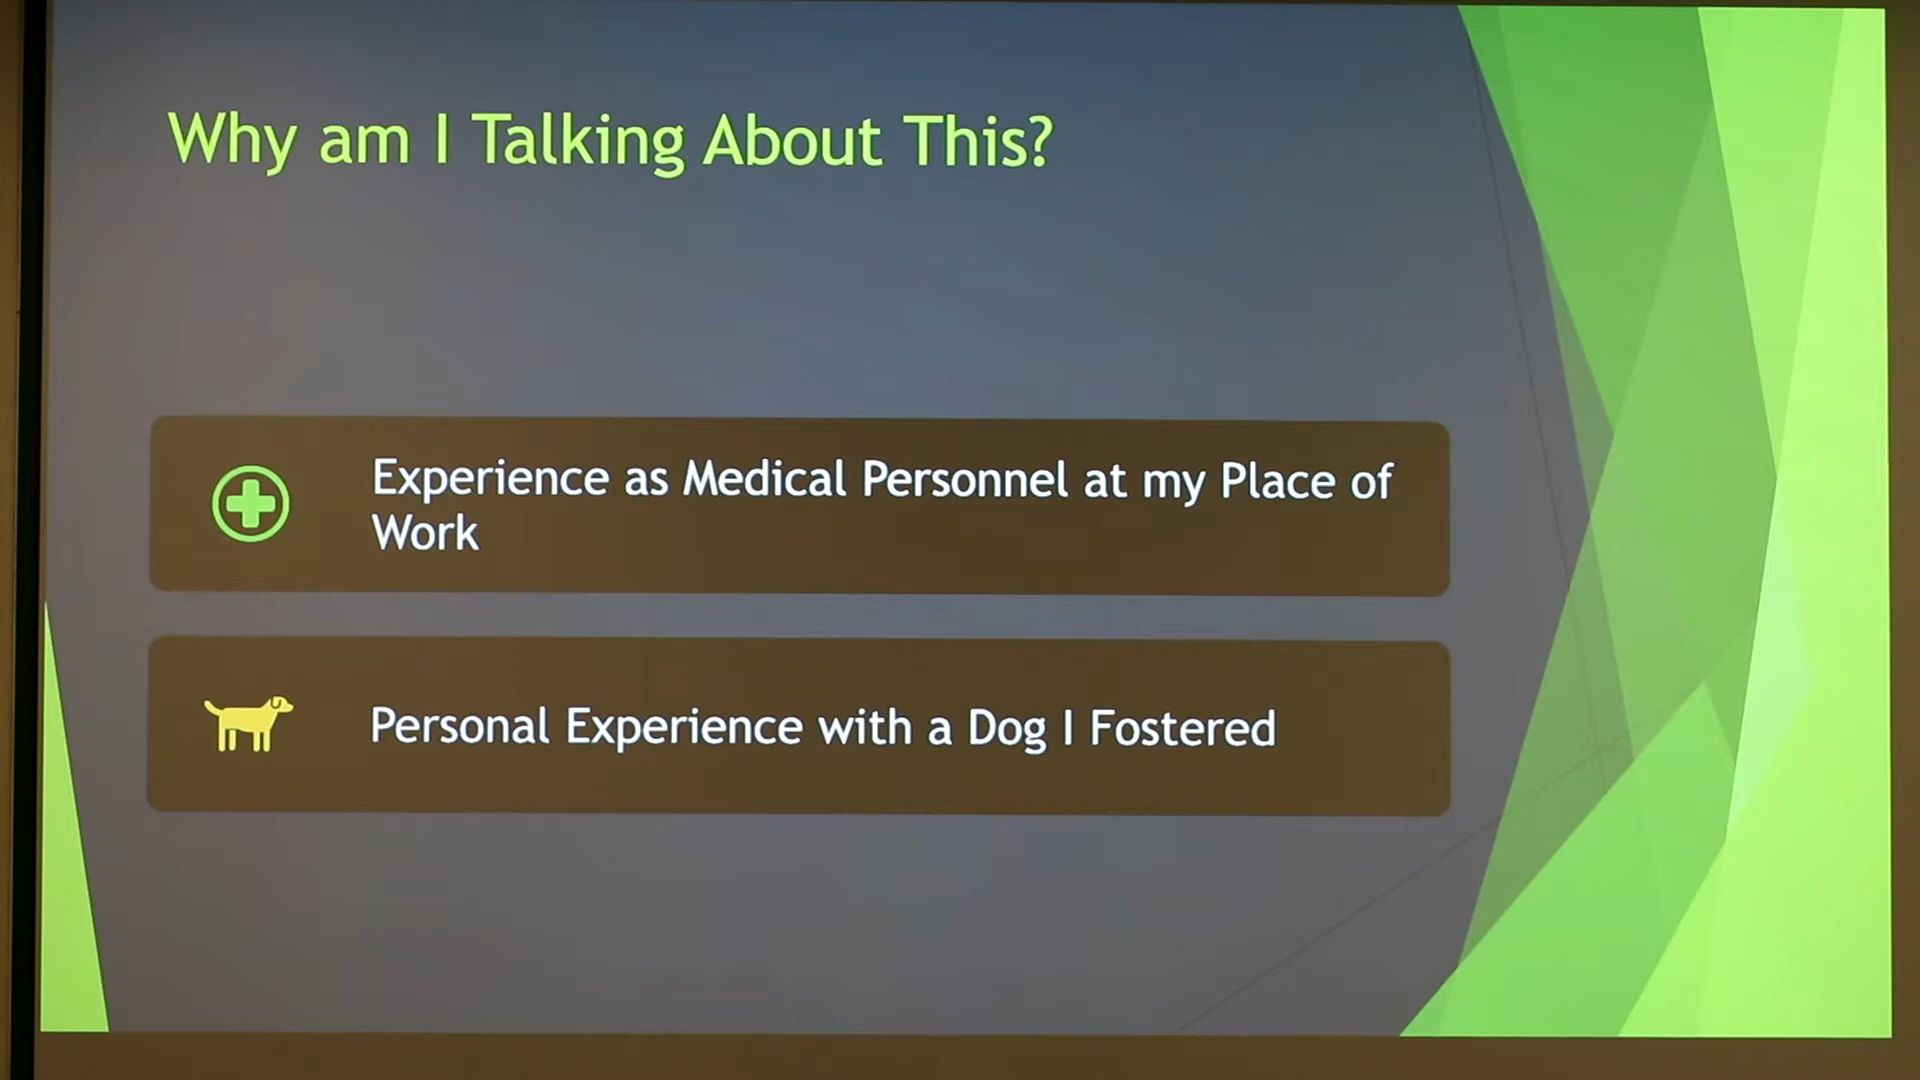 Why am I Talking About This?
Experience as Medical Personnel at my Place of
Work
Personal Experience with a Dog I Fostered